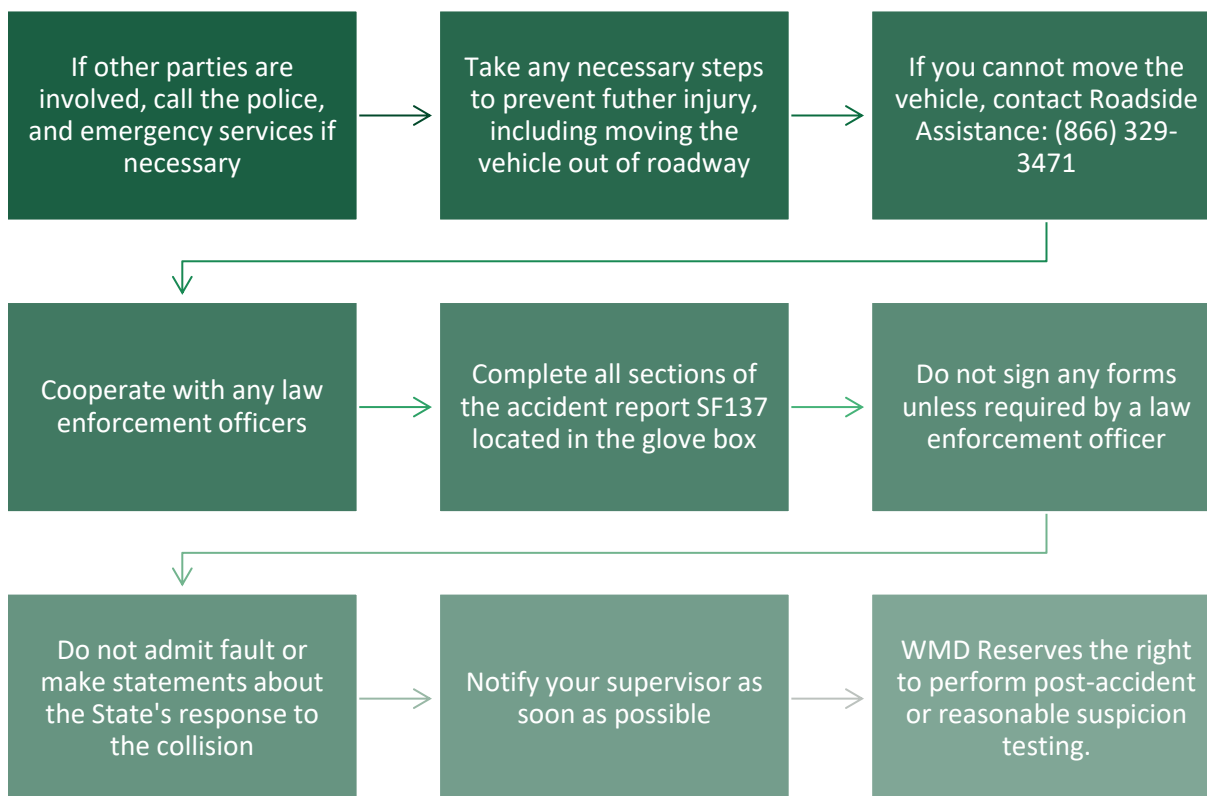 If other parties are
involved, call the police,
and emergency services if
necessary
Take any necessary steps
to prevent futher injury,
including moving the
vehicle out of roadway
If you cannot move the
vehicle, contact Roadside
Assistance: (866) 329-
3471
Cooperate with any law
enforcement officers
Complete all sections of
the accident report SF137
located in the glove box
Do not sign any forms
unless required by a law
enforcement officer
Do not admit fault or
make statements about
the State's response to
the collision
Notify your supervisor as
soon as possible
WMD Reserves the right
to perform post-accident
or reasonable suspicion
testing.